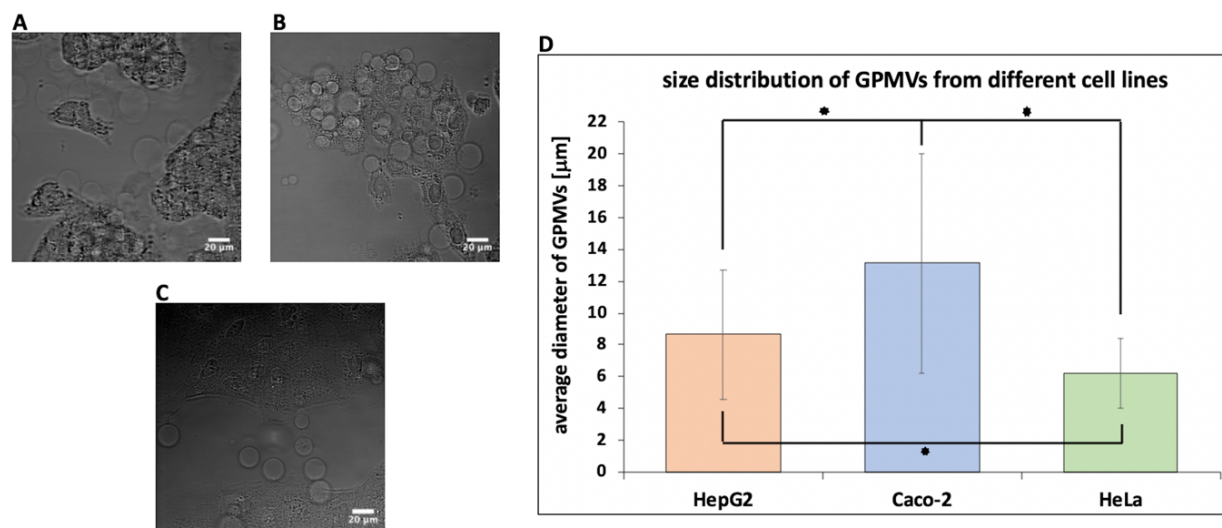 A
20 µm
B
20 µm
C
20 µm
D
size distribution of GPMVs from different cell lines
average diameter of GPMVs [µm]
22
20
18
16
14
12
10
8
6
4
2
0
*
*
*
HepG2
Caco-2
HeLa